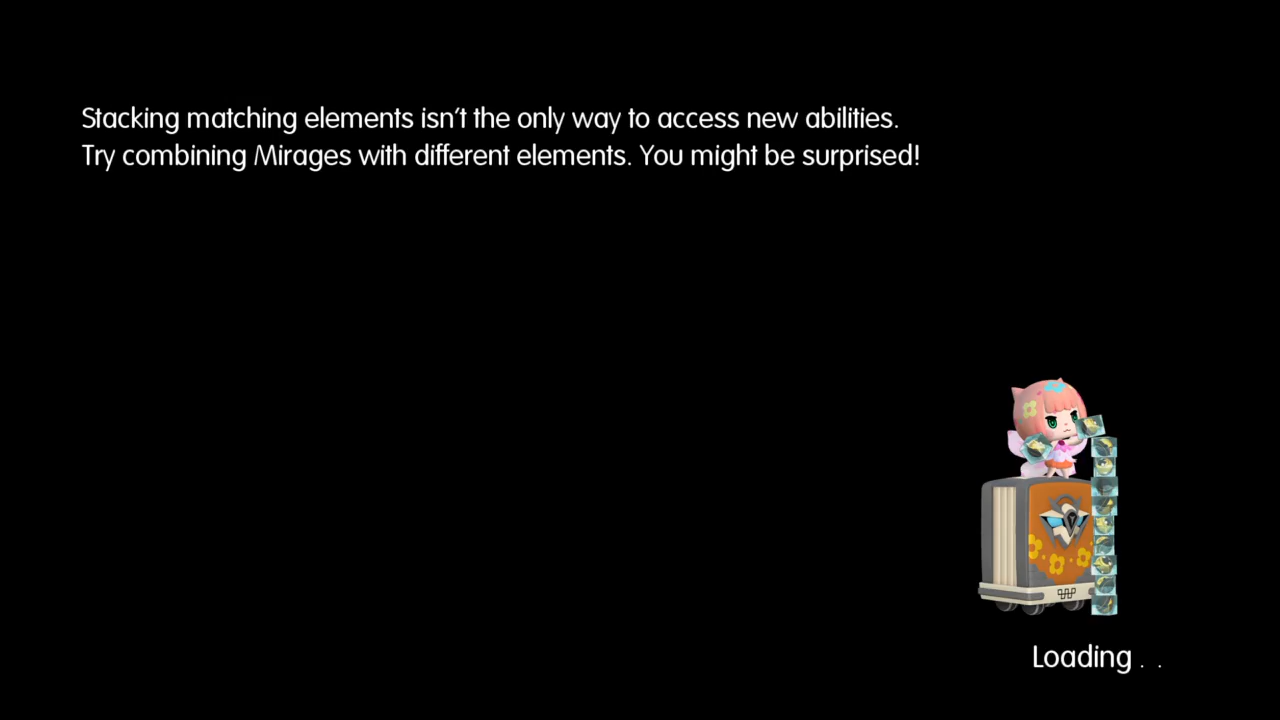 Stacking matching elements isn't the only way to access new abilities.
Try combining Mirages with different elements. You might be surprised!
Loading . .